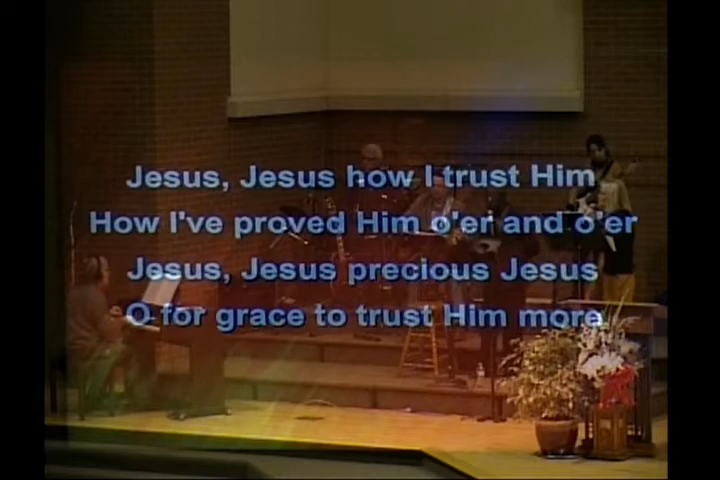 Jesus, Jesus how I trust Him
How I've proved Him o'er and o'er
Jesus, Jesus precious Jesus
O for grace to trust Him more